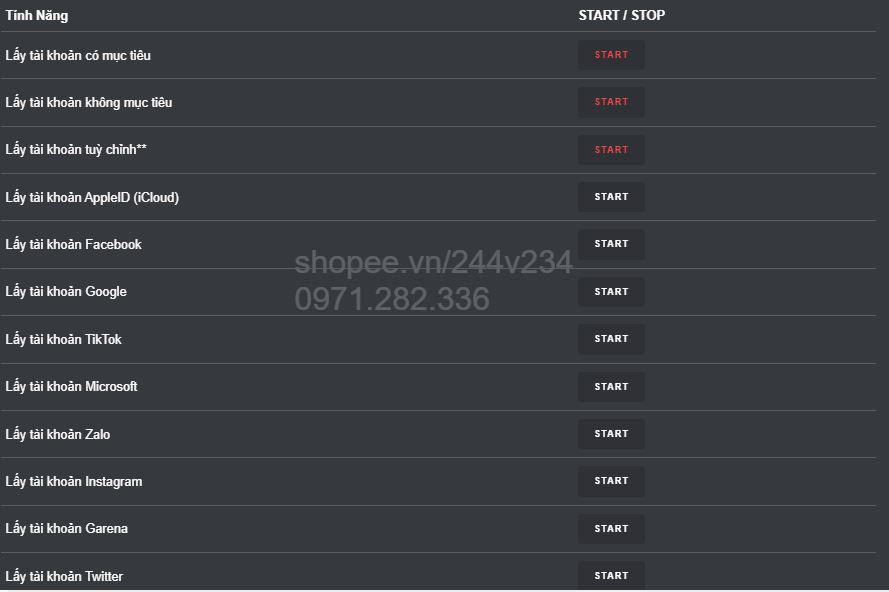 Tính Năng START / STOP
Lấy tài khoản có mục tiêu START
Lấy tài khoản không mục tiêu START
Lấy tài khoản tuỳ chỉnh** START
Lấy tài khoản AppleID (iCloud) START
Lấy tài khoản Facebook START
shopee.vn/244v234
Lấy tài khoản Google START
0971.282.336
Lấy tài khoản TikTok START
Lấy tài khoản Microsoft START
Lấy tài khoản Zalo START
Lấy tài khoản Instagram START
Lấy tài khoản Garena START
Lấy tài khoản Twitter START